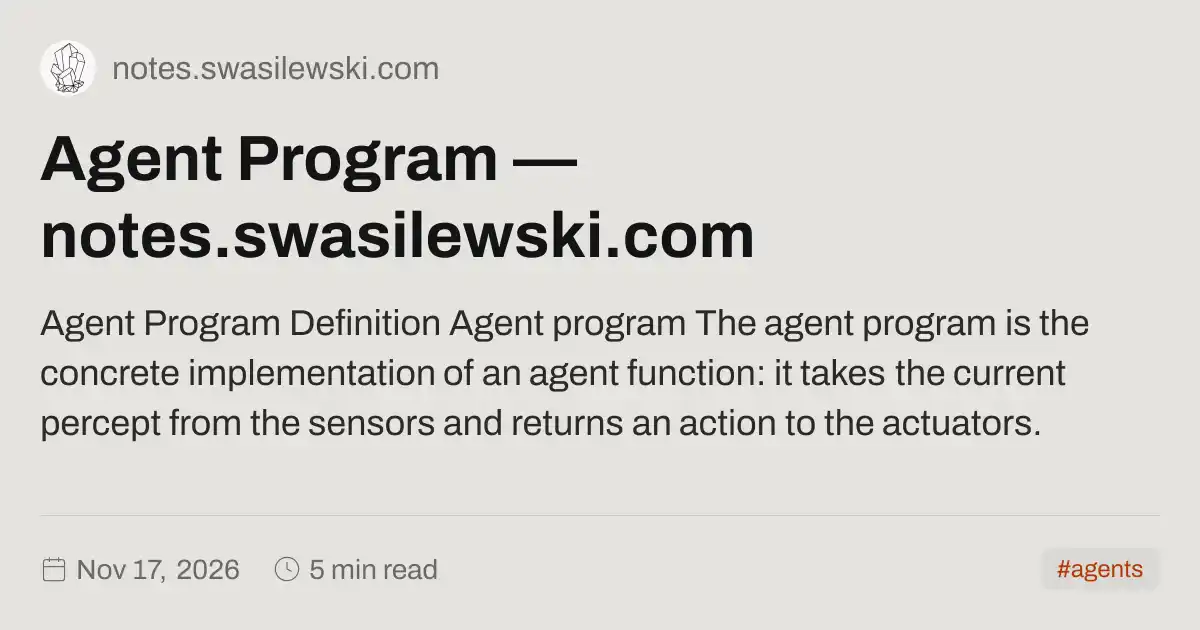 notes.swasilewski.com
Agent Program —
notes.swasilewski.com
Agent Program Definition Agent program The agent program is the
concrete implementation of an agent function: it takes the current
percept from the sensors and returns an action to the actuators.
Nov 17, 2026 5 min read #agents